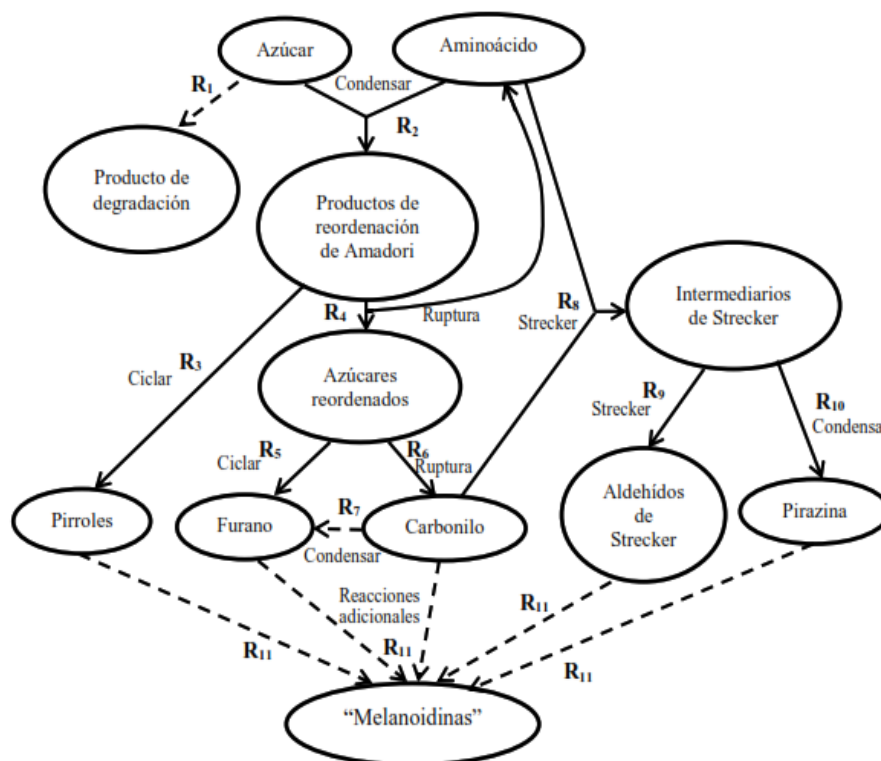 Azúcar
Aminoácido
Condensar
R1
R2
Producto de
degradación
Productos de
reordenación
de Amadori
R4
Ruptura
R8
Strecker
Intermediarios
de Strecker
R3
Ciclar
Azúcares
reordenados
R9
Strecker
R10
Condensa
Ciclar
R5
R6
Ruptura
Pirroles
Furano
R7
Condensar
Carbonilo
Aldehídos
de
Strecker
Pirazina
Reacciones
adicionales
R11
R11
R11
R11
“Melanoidinas”